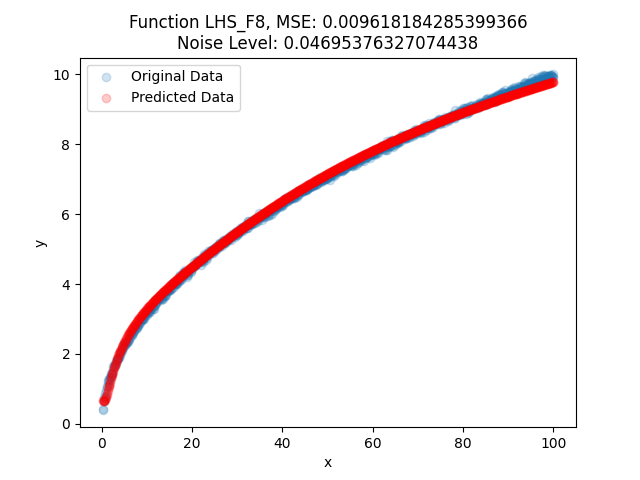 Function LHS_F8, MSE: 0.009618184285399366
Noise Level: 0.04695376327074438
Original Data
Predicted Data
10
8
6
4
2
0
y
0 20 40 60 80 100
x